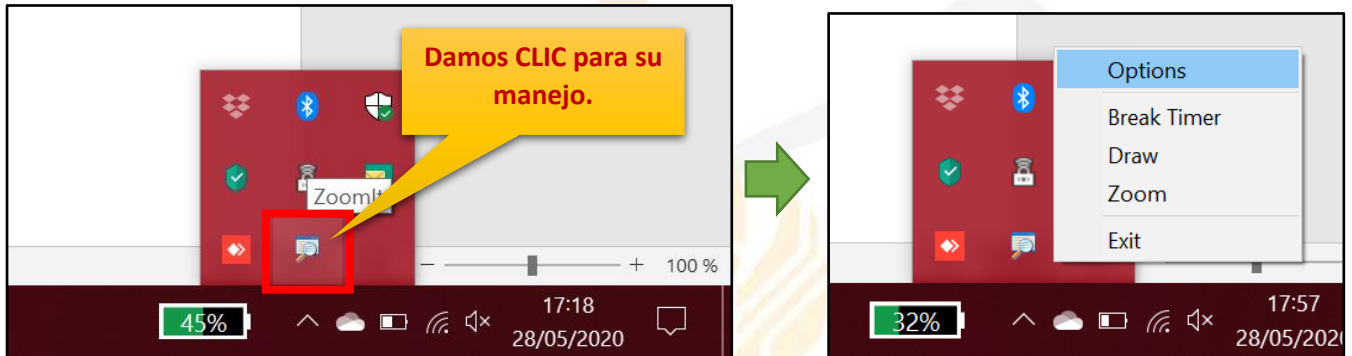 Damos CLIC para su
manejo.
ZoomIt
100 %
45%
17:18
28/05/2020
Options
Break Timer
Draw
Zoom
Exit
32%
17:57
28/05/202